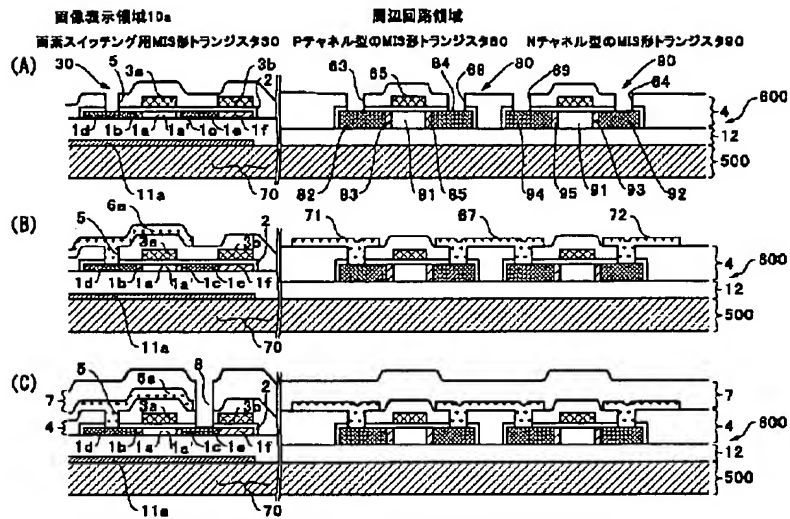 画像表示領域10a 周辺回路領域
画素スイッチング用MIS形トランジスタ30 Pチャネル型のMIS形トランジスタ80 Nチャネル型のMIS形トランジスタ90
(A) 30 5 3a 3b 2 63 65 84 68 80 69 64
4 600
12
500
1d 1b 1a 1a' 1c 1e 1f
11a 70 82 83 81 85 94 95 91 93 92
(B) 5 6a 3a 3b 2 71 67 72
4 600
12
500
1d 1b 1a 1a' 1c 1e 1f
11a 70
(C) 5 6a 8 3a 3b 2
7 7
4 4 600
12
500
1d 1b 1a 1a' 1c 1e 1f
11a 70